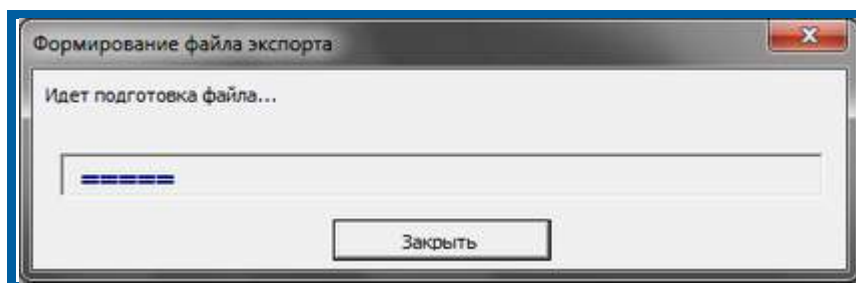 Формирование файла экспорта
Идет подготовка файла...
Закрыть